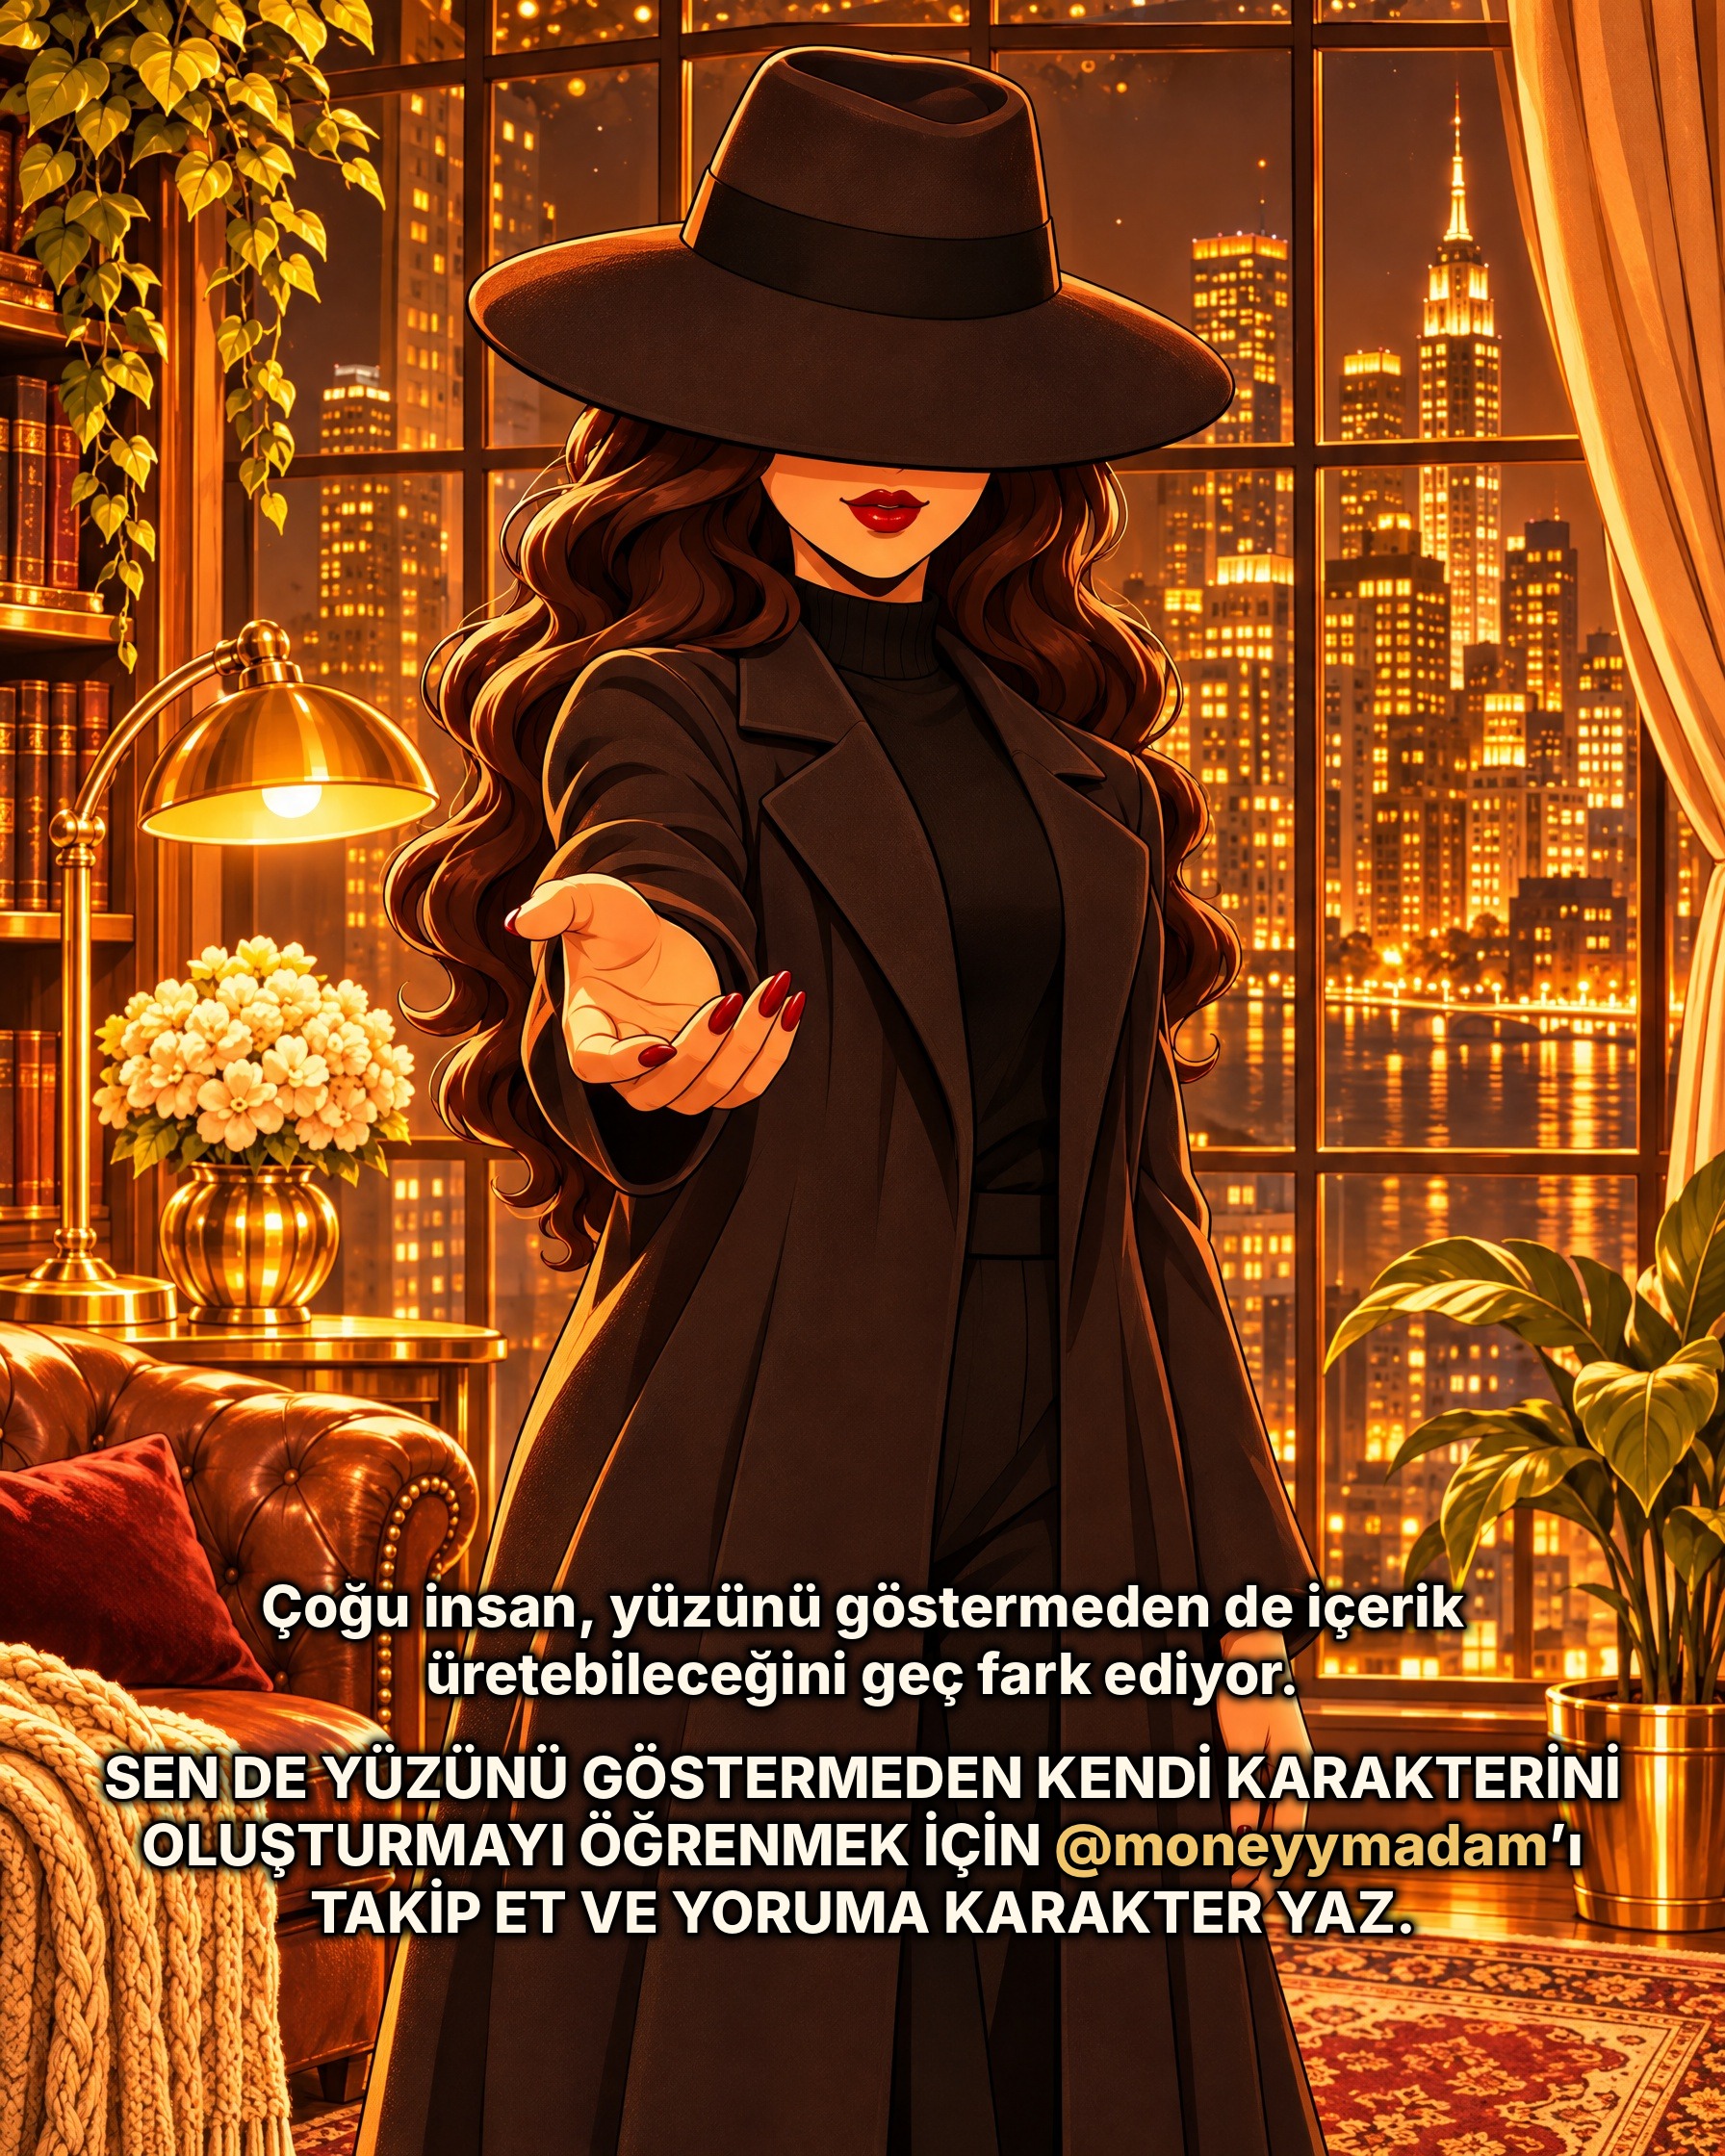 Çoğu insan, yüzünü göstermeden de içerik
üretebileceğini geç fark ediyor.
SEN DE YÜZÜNÜ GÖSTERMEDEN KENDİ KARAKTERİNİ
OLUŞTURMAYI ÖĞRENMEK İÇİN @moneyymadam’ı
TAKİP ET VE YORUMA KARAKTER YAZ.